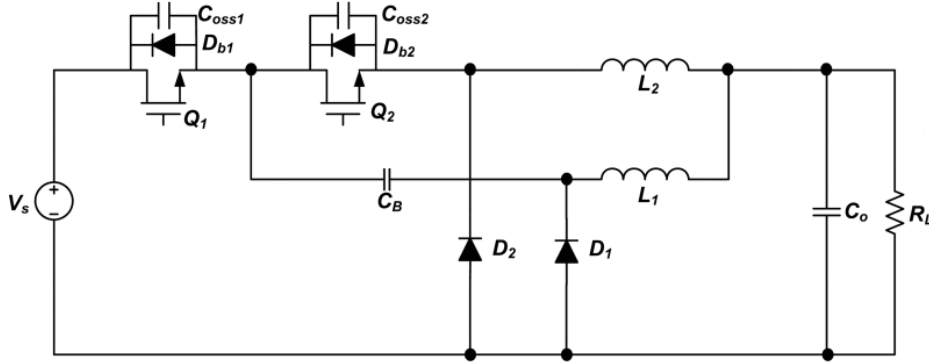 Coss1
Coss2
Db1
Db2
Q1
Q2
L2
L1
CB
Vs
+
−
D2
D1
Co
RL